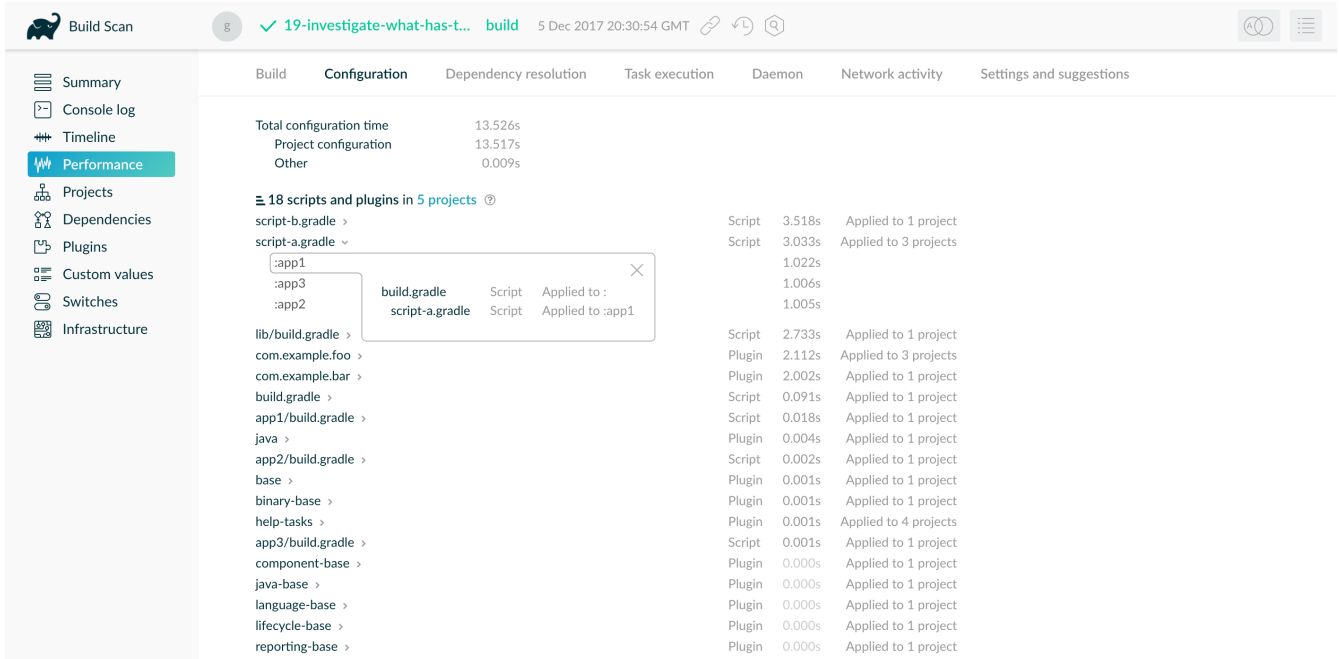 Build Scan
g 19-investigate-what-has-t... build 5 Dec 2017 20:30:54 GMT
Summary
Console log
Timeline
Performance
Projects
Dependencies
Plugins
Custom values
Switches
Infrastructure
Build Configuration Dependency resolution Task execution Daemon Network activity Settings and suggestions
Total configuration time 13.526s
Project configuration 13.517s
Other 0.009s
18 scripts and plugins in 5 projects ?
script-b.gradle > Script 3.518s Applied to 1 project
script-a.gradle Script 3.033s Applied to 3 projects
:app1 1.022s
:app3 1.006s
:app2 1.005s
build.gradle Script Applied to :
script-a.gradle Script Applied to :app1
lib/build.gradle > Script 2.733s Applied to 1 project
com.example.foo > Plugin 2.112s Applied to 3 projects
com.example.bar > Plugin 2.002s Applied to 1 project
build.gradle > Script 0.091s Applied to 1 project
app1/build.gradle > Script 0.018s Applied to 1 project
java > Plugin 0.004s Applied to 1 project
app2/build.gradle > Script 0.002s Applied to 1 project
base > Plugin 0.001s Applied to 1 project
binary-base > Plugin 0.001s Applied to 1 project
help-tasks > Plugin 0.001s Applied to 4 projects
app3/build.gradle > Script 0.001s Applied to 1 project
component-base > Plugin 0.000s Applied to 1 project
java-base > Plugin 0.000s Applied to 1 project
language-base > Plugin 0.000s Applied to 1 project
lifecycle-base > Plugin 0.000s Applied to 1 project
reporting-base > Plugin 0.000s Applied to 1 project